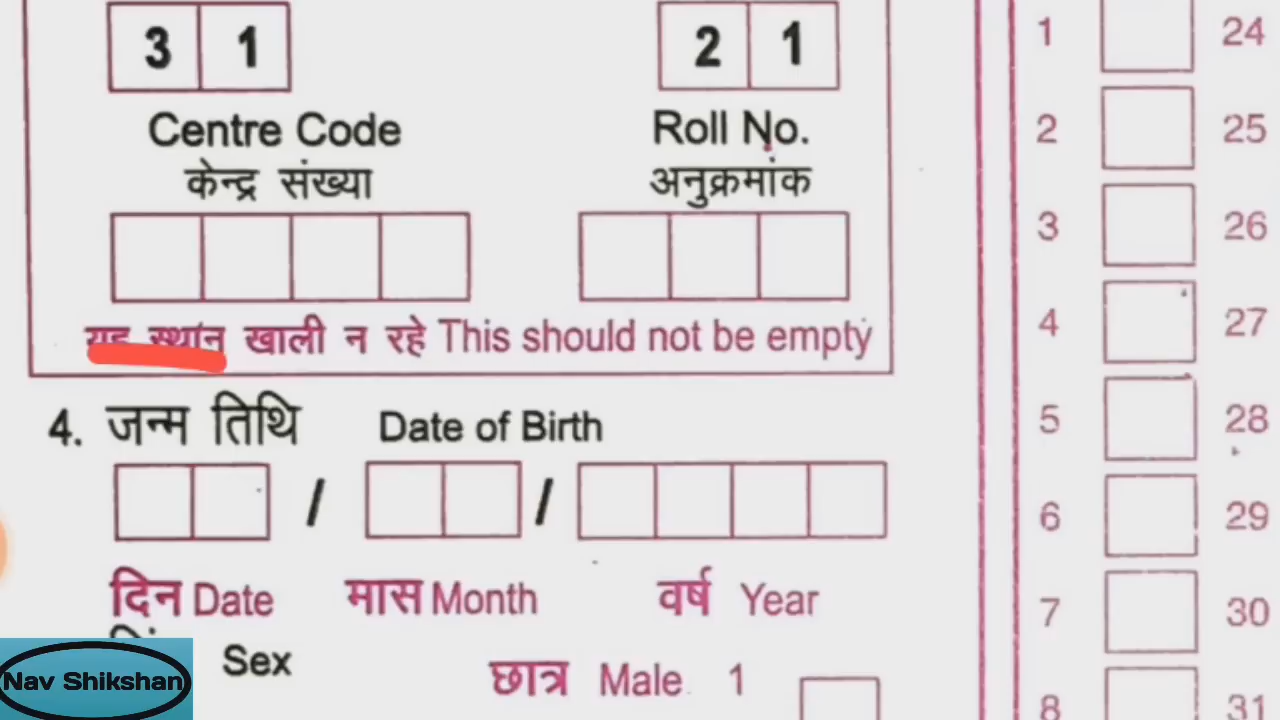 3 1
2 1
Centre Code
Roll No.
केन्द्र संख्या
अनुक्रमांक
यह स्थान खाली न रहे This should not be empty
4. जन्म तिथि Date of Birth
/ /
दिन Date मास Month वर्ष Year
Sex छात्र Male 1
1 24
2 25
3 26
4 27
5 28
6 29
7 30
8 31
Nav Shikshan